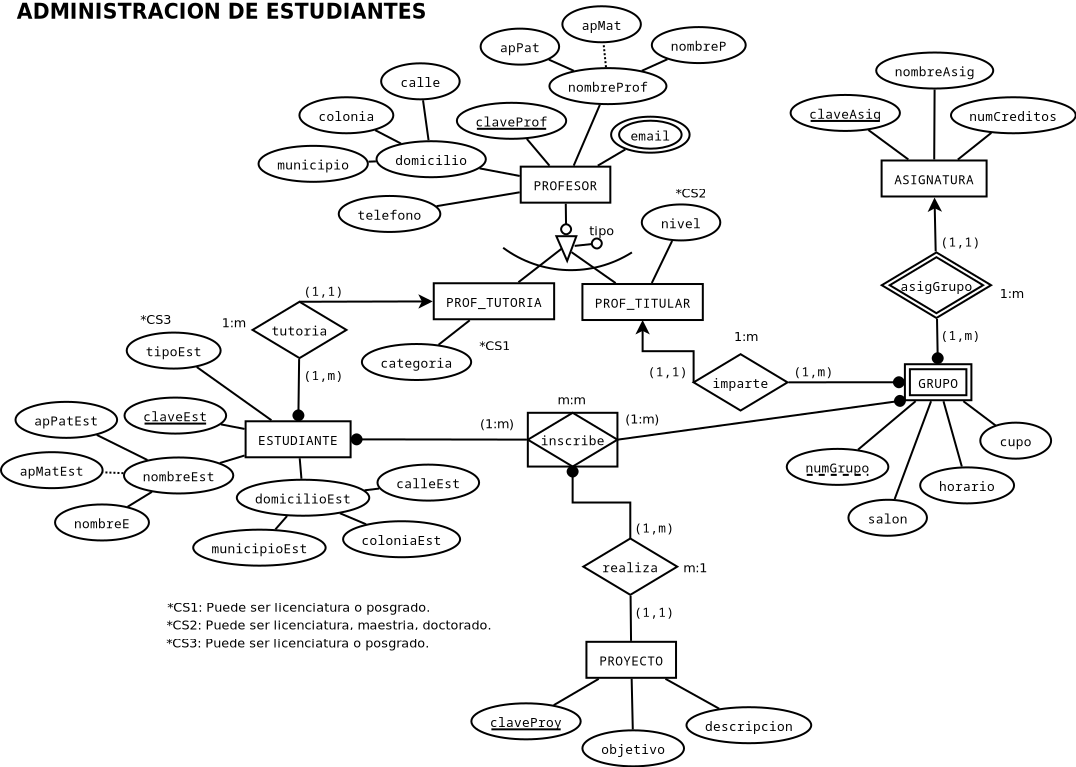 ADMINISTRACION DE ESTUDIANTES
apMat
apPat
nombreP
nombreAsig
calle
nombreProf
colonia
claveProf
claveAsig
numCreditos
email
municipio
domicilio
PROFESOR
ASIGNATURA
*CS2
telefono
nivel
tipo
(1,1)
asigGrupo
1:m
(1,1)
PROF_TUTORIA
PROF_TITULAR
*CS3
1:m
tutoria
(1,m)
1:m
tipoEst
*CS1
categoria
(1,m)
(1,1)
imparte
(1,m)
GRUPO
m:m
apPatEst
claveEst
(1:m)
(1:m)
ESTUDIANTE
inscribe
cupo
apMatEst
nombreEst
numGrupo
calleEst
horario
domicilioEst
nombreE
salon
(1,m)
municipioEst
coloniaEst
realiza
m:1
*CS1: Puede ser licenciatura o posgrado.
(1,1)
*CS2: Puede ser licenciatura, maestria, doctorado.
*CS3: Puede ser licenciatura o posgrado.
PROYECTO
claveProy
descripcion
objetivo